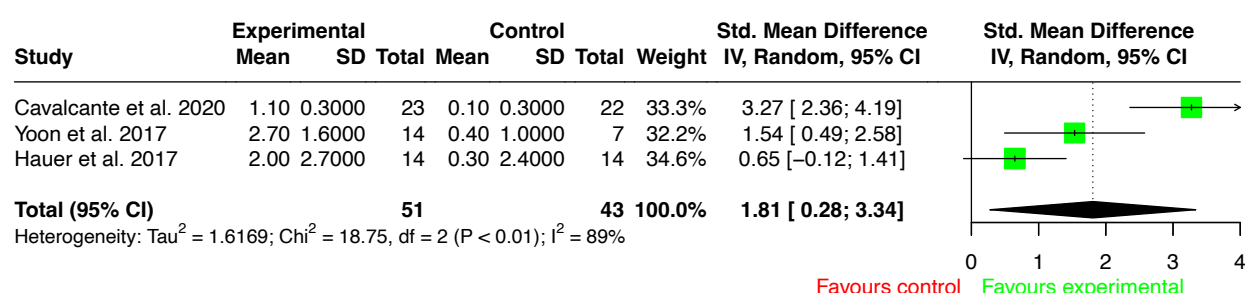 Experimental Control Std. Mean Difference Std. Mean Difference
Study Mean SD Total Mean SD Total Weight IV, Random, 95% CI IV, Random, 95% CI
Cavalcante et al. 2020 1.10 0.3000 23 0.10 0.3000 22 33.3% 3.27 [ 2.36; 4.19]
Yoon et al. 2017 2.70 1.6000 14 0.40 1.0000 7 32.2% 1.54 [ 0.49; 2.58]
Hauer et al. 2017 2.00 2.7000 14 0.30 2.4000 14 34.6% 0.65 [−0.12; 1.41]
Total (95% CI) 51 43 100.0% 1.81 [ 0.28; 3.34]
Heterogeneity: Tau² = 1.6169; Chi² = 18.75, df = 2 (P < 0.01); I² = 89%
0 1 2 3 4
Favours control Favours experimental